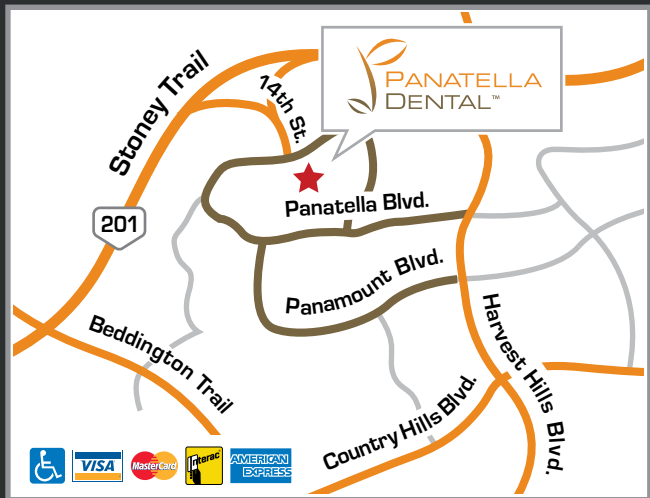 PANATELLA
DENTAL™
Stoney Trail
14th St.
201
Panatella Blvd.
Panamount Blvd.
Beddington Trail
Harvest Hills Blvd.
Country Hills Blvd.
VISA
MasterCard
Interac®
AMERICAN
EXPRESS